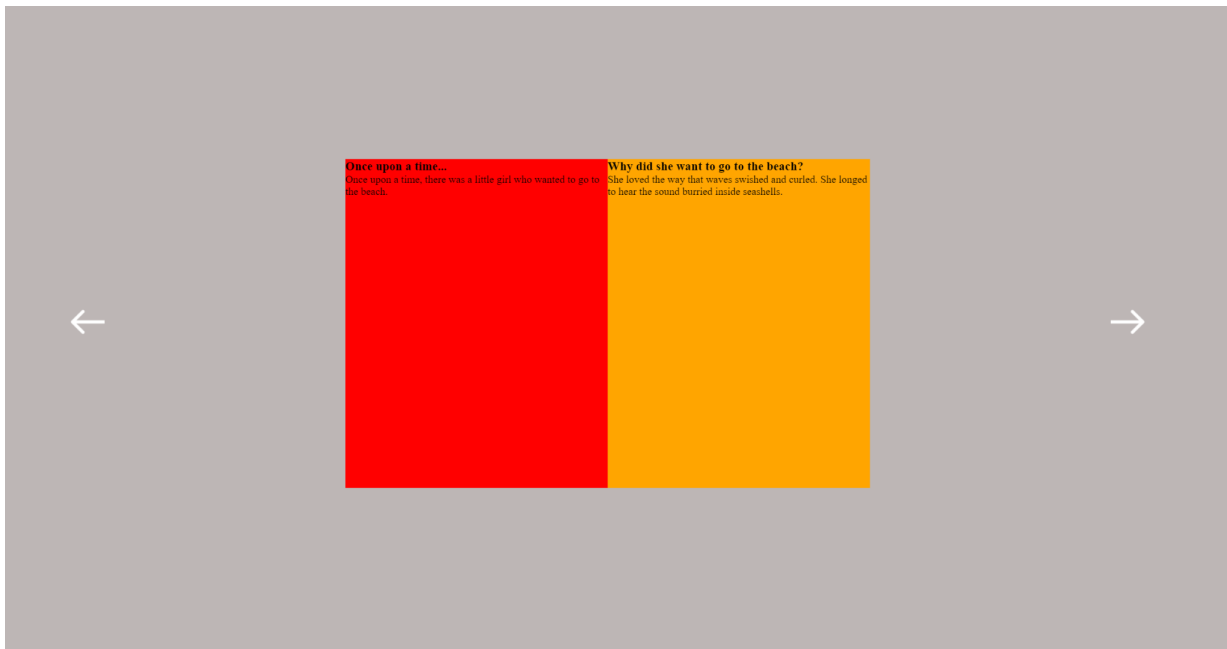 Once upon a time...
Once upon a time, there was a little girl who wanted to go to
the beach.
Why did she want to go to the beach?
She loved the way that waves swished and curled. She longed
to hear the sound burried inside seashells.